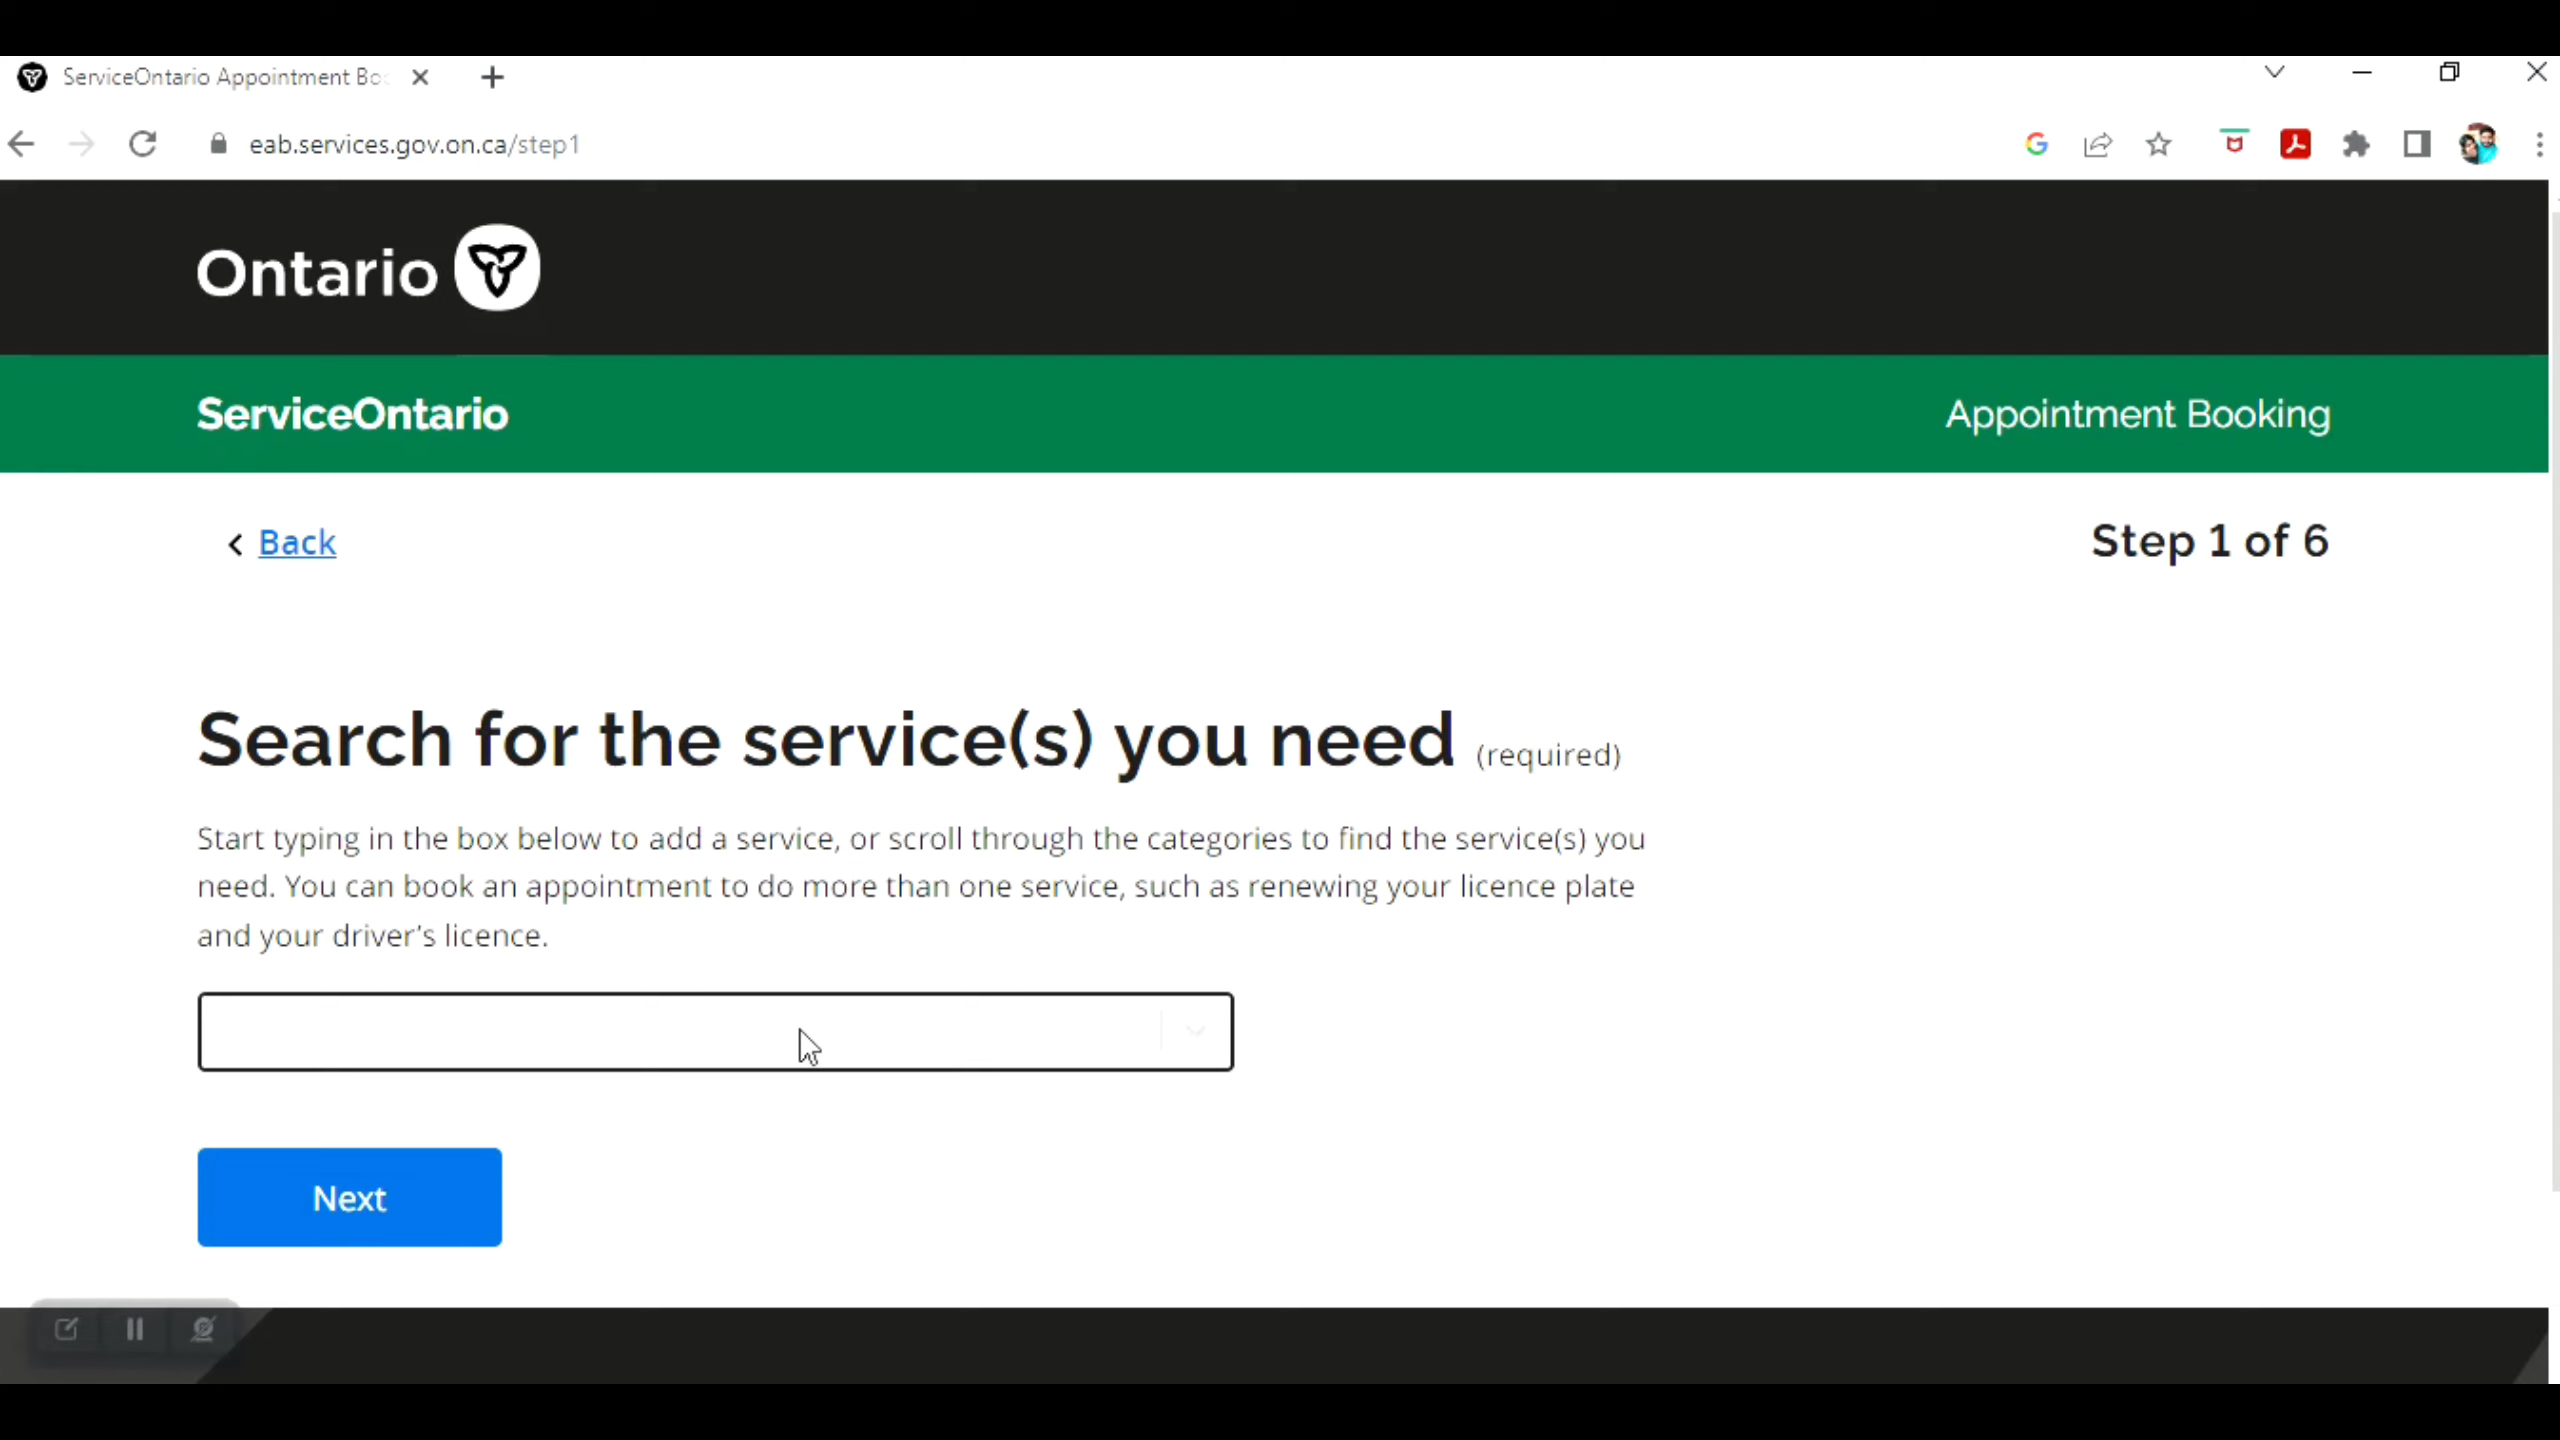 ServiceOntario Appointment Bo
eab.services.gov.on.ca/step1
Ontario
ServiceOntario
Appointment Booking
Back
Step 1 of 6
Search for the service(s) you need (required)
Start typing in the box below to add a service, or scroll through the categories to find the service(s) you
need. You can book an appointment to do more than one service, such as renewing your licence plate
and your driver’s licence.
Next